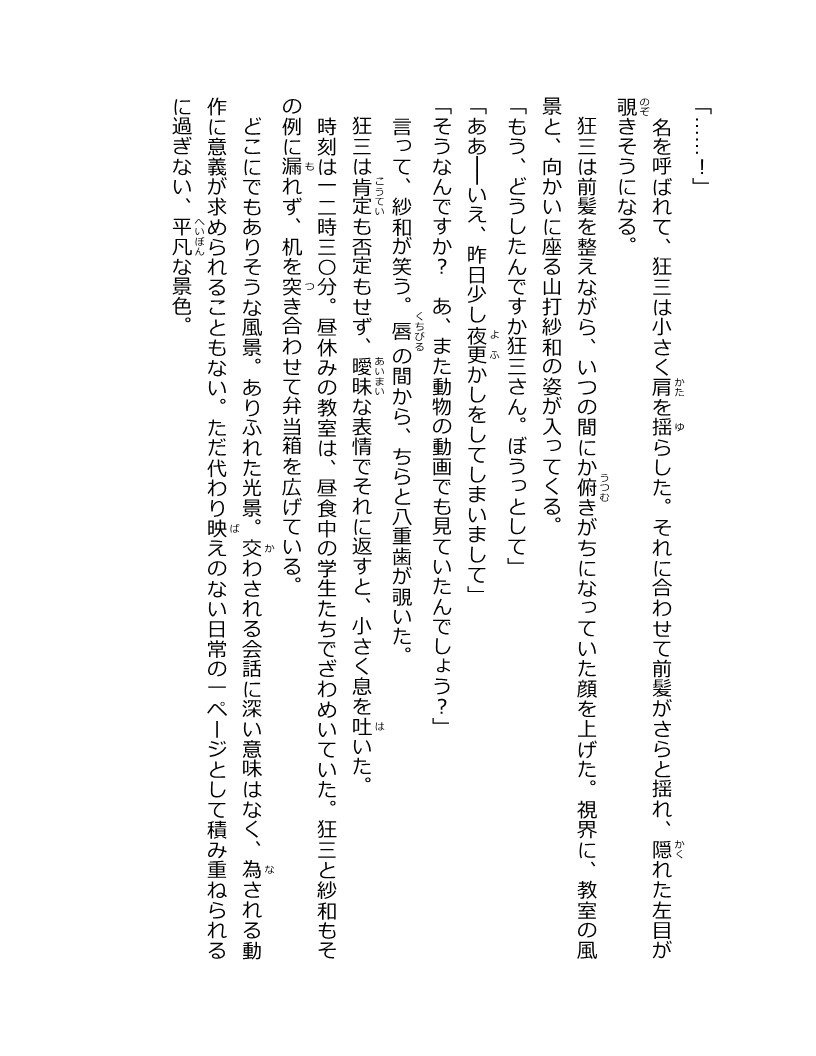 「……！」
　名を呼ばれて、狂三は小さく肩を揺らした。それに合わせて前髪がさらと揺れ、隠れた左目が
覗きそうになる。
　狂三は前髪を整えながら、いつの間にか俯きがちになっていた顔を上げた。視界に、教室の風
景と、向かいに座る山打紗和の姿が入ってくる。
「もう、どうしたんですか狂三さん。ぼうっとして」
「ああ――いえ、昨日少し夜更かしをしてしまいまして」
「そうなんですか？　あ、また動物の動画でも見ていたんでしょう？」
　言って、紗和が笑う。唇の間から、ちらと八重歯が覗いた。
　狂三は肯定も否定もせず、曖昧な表情でそれに返すと、小さく息を吐いた。
　時刻は一二時三〇分。昼休みの教室は、昼食中の学生たちでざわめいていた。狂三と紗和もそ
の例に漏れず、机を突き合わせて弁当箱を広げている。
　どこにでもありそうな風景。ありふれた光景。交わされる会話に深い意味はなく、為される動
作に意義が求められることもない。ただ代わり映えのない日常の一ページとして積み重ねられる
に過ぎない、平凡な景色。